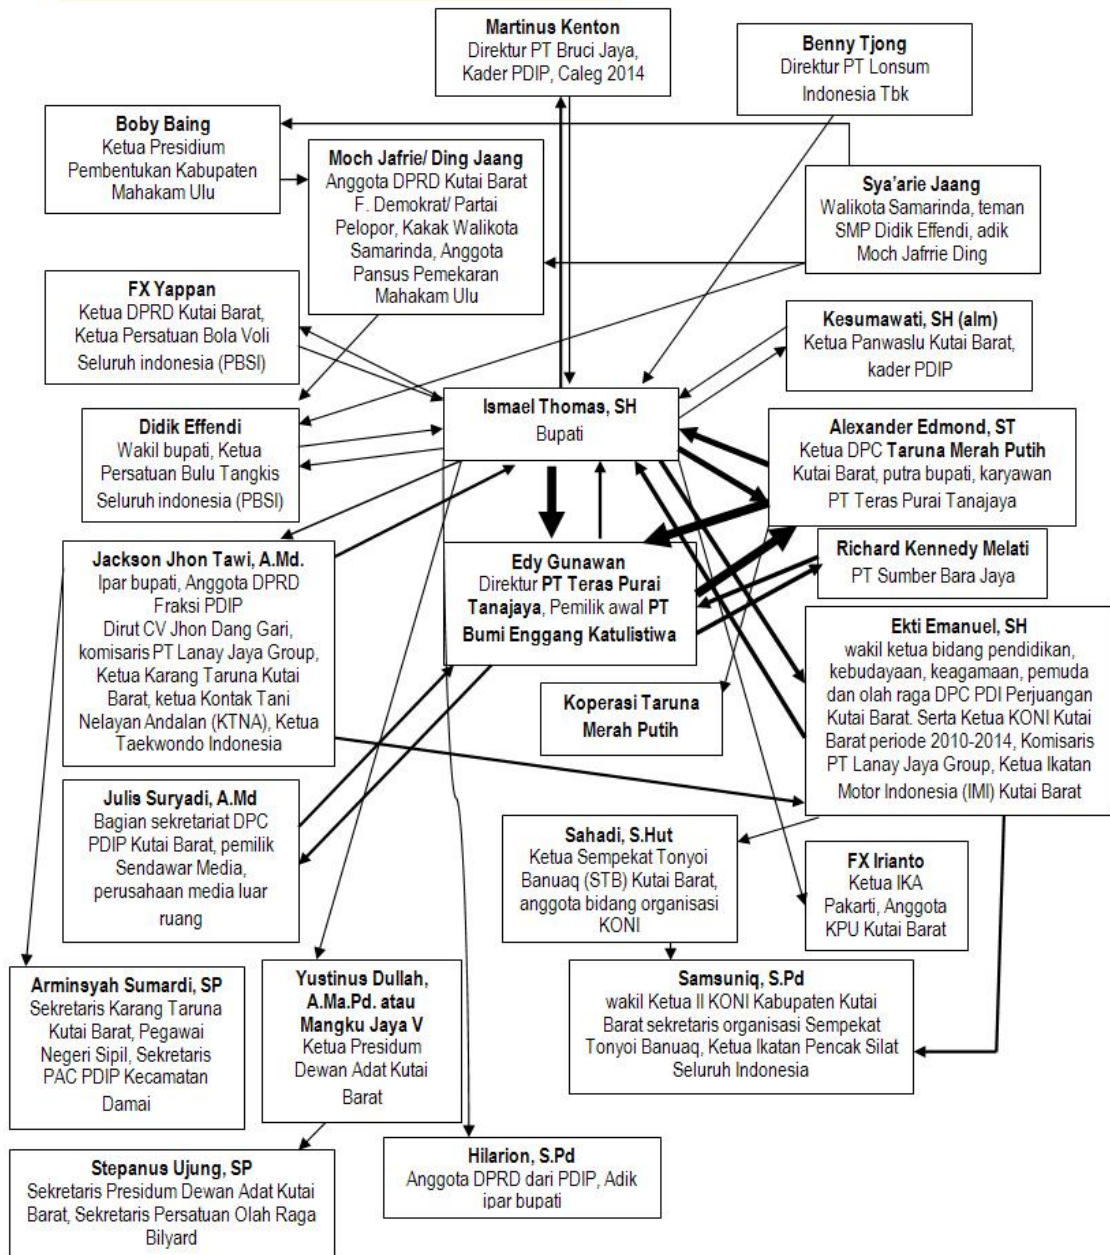 Martinus Kenton
Direktur PT Bruci Jaya,
Kader PDIP, Caleg 2014
Benny Tjong
Direktur PT Lonsum
Indonesia Tbk
Boby Baing
Ketua Presidium
Pembentukan Kabupaten
Mahakam Ulu
Moch Jafrie/ Ding Jaang
Anggota DPRD Kutai Barat
F. Demokrat/ Partai
Pelopor, Kakak Walikota
Samarinda, Anggota
Pansus Pemekaran
Mahakam Ulu
Sya'arie Jaang
Walikota Samarinda, teman
SMP Didik Effendi, adik
Moch Jafrrie Ding
FX Yappan
Ketua DPRD Kutai Barat,
Ketua Persatuan Bola Voli
Seluruh indonesia (PBSI)
Kesumawati, SH (alm)
Ketua Panwaslu Kutai Barat,
kader PDIP
Ismael Thomas, SH
Bupati
Didik Effendi
Wakil bupati, Ketua
Persatuan Bulu Tangkis
Seluruh indonesia (PBSI)
Alexander Edmond, ST
Ketua DPC Taruna Merah Putih
Kutai Barat, putra bupati, karyawan
PT Teras Purai Tanajaya
Jackson Jhon Tawi, A.Md.
Ipar bupati, Anggota DPRD
Fraksi PDIP
Dirut CV Jhon Dang Gari,
komisaris PT Lanay Jaya Group,
Ketua Karang Taruna Kutai
Barat, ketua Kontak Tani
Nelayan Andalan (KTNA), Ketua
Taekwondo Indonesia
Edy Gunawan
Direktur PT Teras Purai
Tanajaya, Pemilik awal PT
Bumi Enggang Katulistiwa
Richard Kennedy Melati
PT Sumber Bara Jaya
Ekti Emanuel, SH
wakil ketua bidang pendidikan,
kebudayaan, keagamaan, pemuda
dan olah raga DPC PDI Perjuangan
Kutai Barat. Serta Ketua KONI Kutai
Barat periode 2010-2014, Komisaris
PT Lanay Jaya Group, Ketua Ikatan
Motor Indonesia (IMI) Kutai Barat
Koperasi Taruna
Merah Putih
Julis Suryadi, A.Md
Bagian sekretariat DPC
PDIP Kutai Barat, pemilik
Sendawar Media,
perusahaan media luar
ruang
Sahadi, S.Hut
Ketua Sempekat Tonyoi
Banuaq (STB) Kutai Barat,
anggota bidang organisasi
KONI
FX Irianto
Ketua IKA
Pakarti, Anggota
KPU Kutai Barat
Arminsyah Sumardi, SP
Sekretaris Karang Taruna
Kutai Barat, Pegawai
Negeri Sipil, Sekretaris
PAC PDIP Kecamatan
Damai
Yustinus Dullah,
A.Ma.Pd. atau
Mangku Jaya V
Ketua Presidum
Dewan Adat Kutai
Barat
Samsuniq, S.Pd
wakil Ketua II KONI Kabupaten Kutai
Barat sekretaris organisasi Sempekat
Tonyoi Banuaq, Ketua Ikatan Pencak Silat
Seluruh Indonesia
Stepanus Ujung, SP
Sekretaris Presidum Dewan Adat Kutai
Barat, Sekretaris Persatuan Olah Raga
Bilyard
Hilarion, S.Pd
Anggota DPRD dari PDIP, Adik
ipar bupati